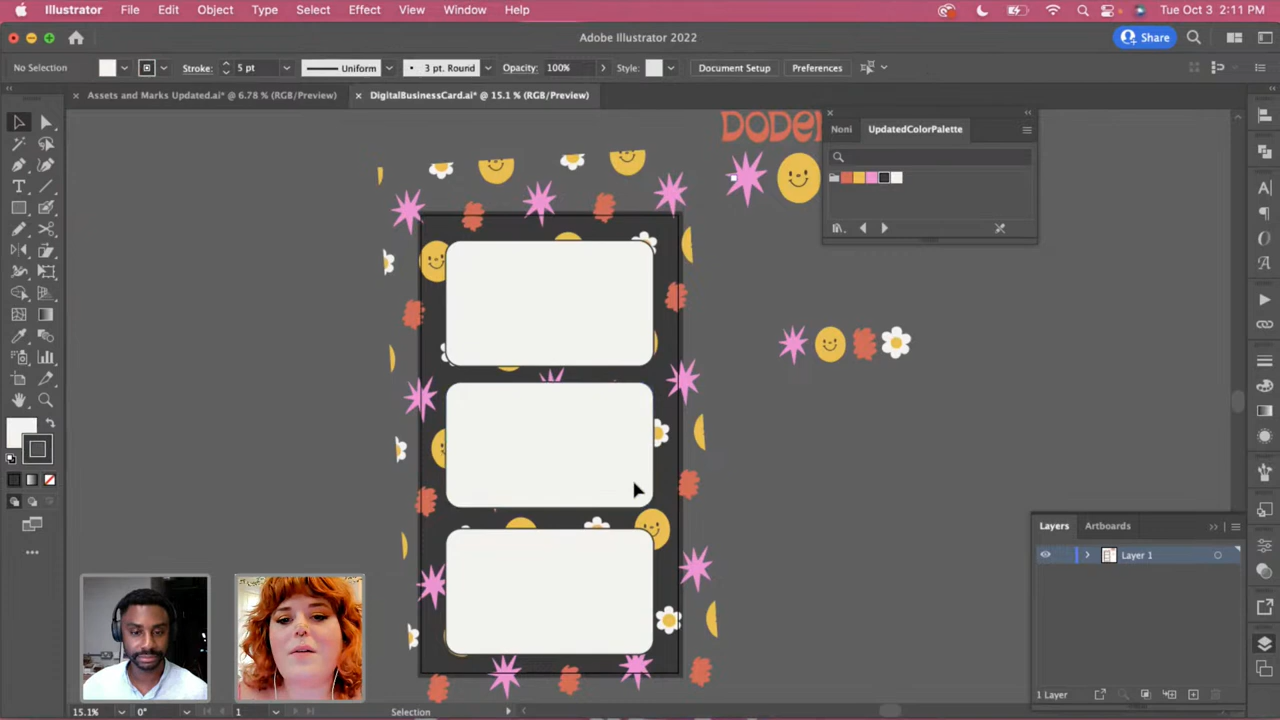 Illustrator File Edit Object Type Select Effect View Window Help
Tue Oct 3 2:11 PM
Adobe Illustrator 2022
Share
No Selection
Stroke: 5 pt
Uniform
3 pt. Round
Opacity: 100%
Style:
Document Setup
Preferences
× Assets and Marks Updated.ai* @ 6.78 % (RGB/Preview)
× DigitalBusinessCard.ai* @ 15.1 % (RGB/Preview)
Noni UpdatedColorPalette
Layers Artboards
Layer 1
1 Layer
15.1% 0° 1 Selection